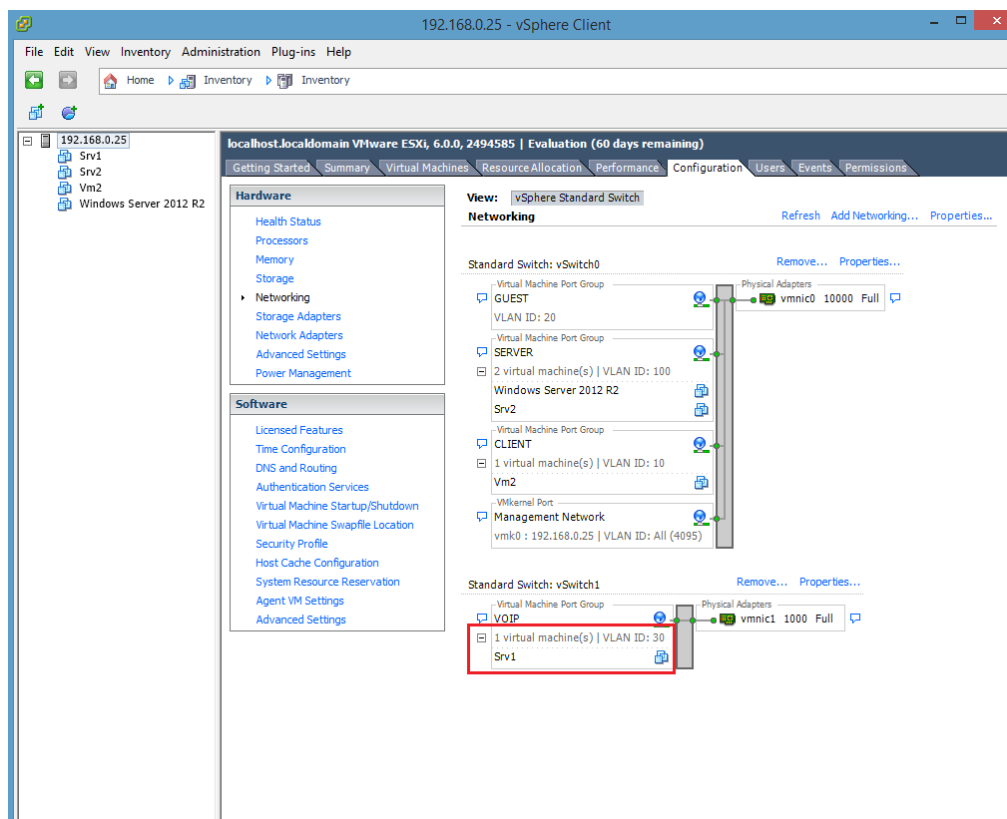 192.168.0.25 - vSphere Client
File Edit View Inventory Administration Plug-ins Help
Home Inventory Inventory
192.168.0.25
Srv1
Srv2
Vm2
Windows Server 2012 R2
localhost.localdomain VMware ESXi, 6.0.0, 2494585 | Evaluation (60 days remaining)
Getting Started Summary Virtual Machines Resource Allocation Performance Configuration Users Events Permissions
Hardware
Health Status
Processors
Memory
Storage
Networking
Storage Adapters
Network Adapters
Advanced Settings
Power Management
Software
Licensed Features
Time Configuration
DNS and Routing
Authentication Services
Virtual Machine Startup/Shutdown
Virtual Machine Swapfile Location
Security Profile
Host Cache Configuration
System Resource Reservation
Agent VM Settings
Advanced Settings
View: vSphere Standard Switch
Networking Refresh Add Networking... Properties...
Standard Switch: vSwitch0 Remove... Properties...
Virtual Machine Port Group Physical Adapters
GUEST vmnic0 10000 Full
VLAN ID: 20
Virtual Machine Port Group
SERVER
2 virtual machine(s) | VLAN ID: 100
Windows Server 2012 R2
Srv2
Virtual Machine Port Group
CLIENT
1 virtual machine(s) | VLAN ID: 10
Vm2
VMkernel Port
Management Network
vmk0 : 192.168.0.25 | VLAN ID: All (4095)
Standard Switch: vSwitch1 Remove... Properties...
Virtual Machine Port Group Physical Adapters
VOIP vmnic1 1000 Full
1 virtual machine(s) | VLAN ID: 30
Srv1